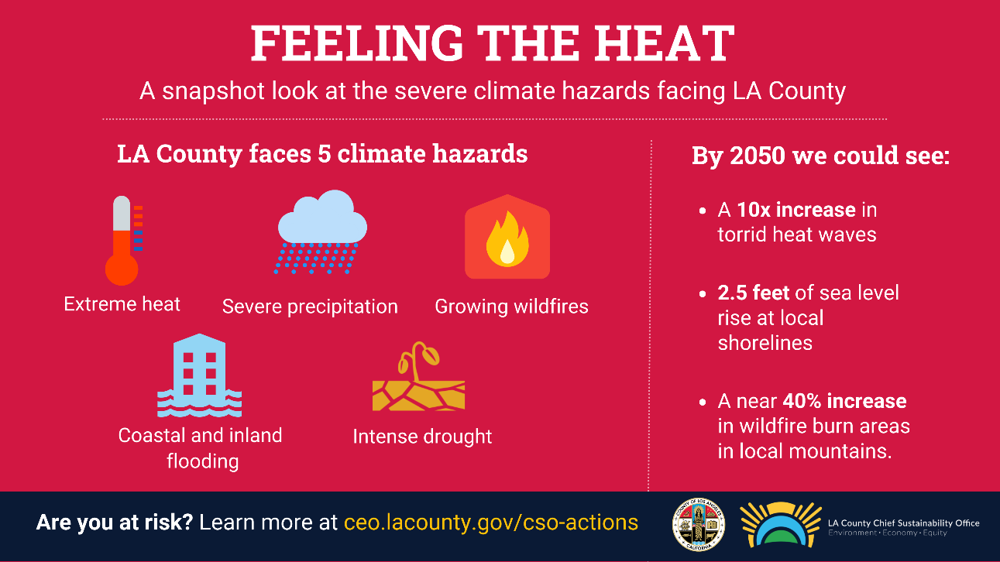 FEELING THE HEAT
A snapshot look at the severe climate hazards facing LA County
LA County faces 5 climate hazards
Extreme heat
Severe precipitation
Growing wildfires
Coastal and inland
flooding
Intense drought
By 2050 we could see:
• A 10x increase in
torrid heat waves
• 2.5 feet of sea level
rise at local
shorelines
• A near 40% increase
in wildfire burn areas
in local mountains.
Are you at risk? Learn more at ceo.lacounty.gov/cso-actions
COUNTY OF LOS ANGELES
CALIFORNIA
LA County Chief Sustainability Office
Environment · Economy · Equity